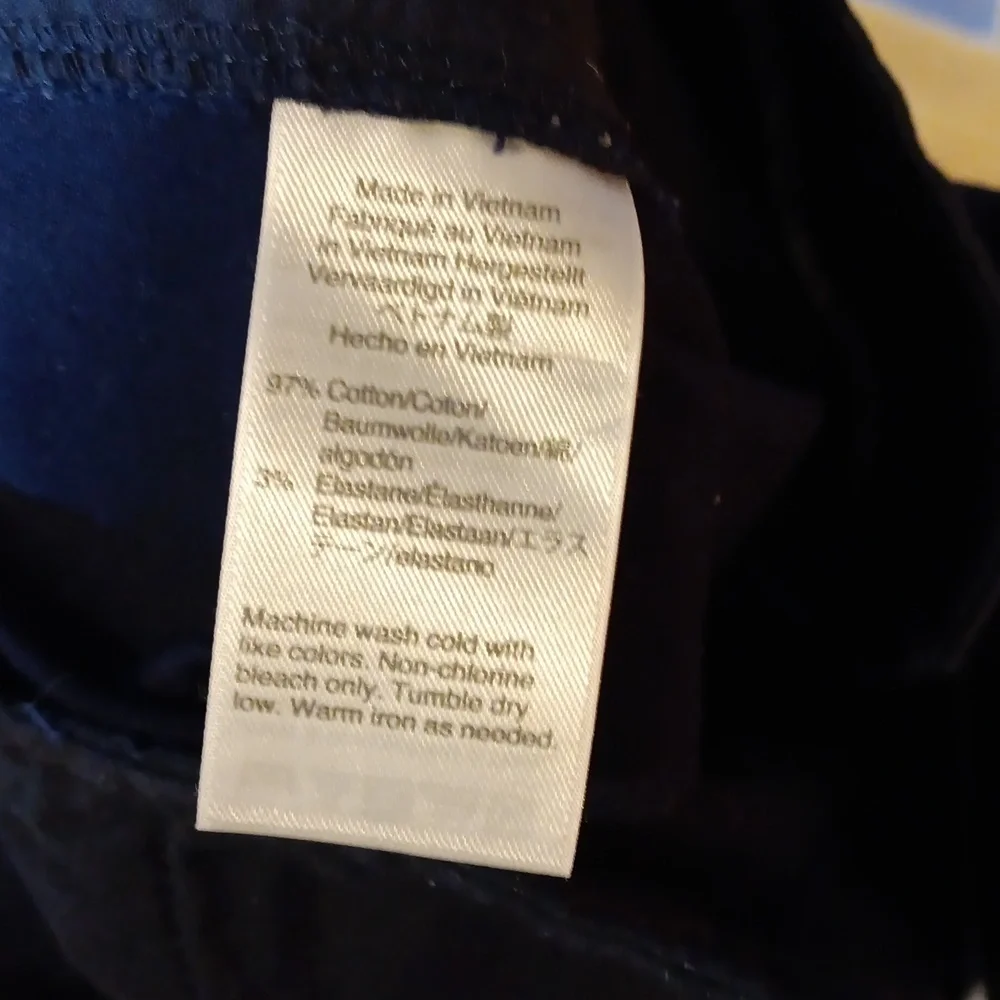 Made in Vietnam
Fabriqué au Vietnam
in Vietnam Hergestellt
Vervaardigd in Vietnam
ベトナム製
Hecho en Vietnam
97% Cotton/Coton/
Baumwolle/Katoen/綿/
algodón
3% Elastane/Élasthanne/
Elastan/Elastaan/エラス
テーン/elastano
Machine wash cold with
like colors. Non-chlorine
bleach only. Tumble dry
low. Warm iron as needed.